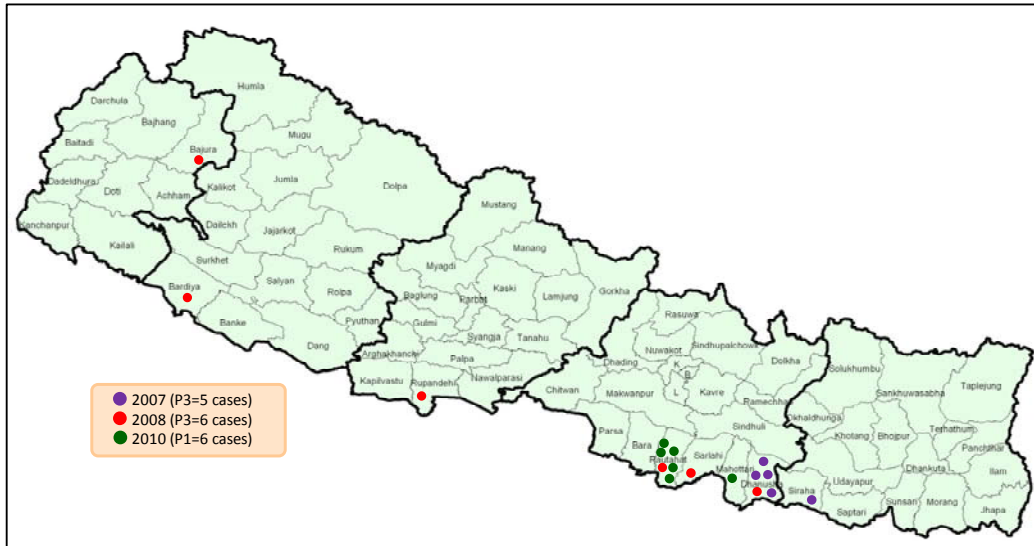 Humla
Darchula
Bajhang
Mugu
Baitadi
Bajura
Jumla
Dolpa
Dadeldhura
Doti
Achham
Kalikot
Mustang
Kanchanpur
Dailekh
Jajarkot
Kailali
Rukum
Manang
Surkhet
Myagdi
Salyan
Kaski
Gorkha
Bardiya
Rolpa
Baglung
Parbat
Lamjung
Rasuwa
Banke
Pyuthan
Gulmi
Syangja
Tanahu
Nuwakot
Sindhupalchowk
Dang
Arghakhanchi
Palpa
Dhading
K
B
L
Dolkha
Solukhumbu
Taplejung
Kapilvastu
Rupandehi
Nawalparasi
Chitwan
Makwanpur
Kavre
Ramechhap
Sankhuwasabha
2007 (P3=5 cases)
2008 (P3=6 cases)
2010 (P1=6 cases)
Parsa
Bara
Sindhuli
Okhaldhunga
Khotang
Bhojpur
Terhathum
Panchthar
Rautahat
Sarlahi
Mahottari
Dhanusha
Siraha
Udayapur
Dhankuta
Ilam
Saptari
Sunsari
Morang
Jhapa